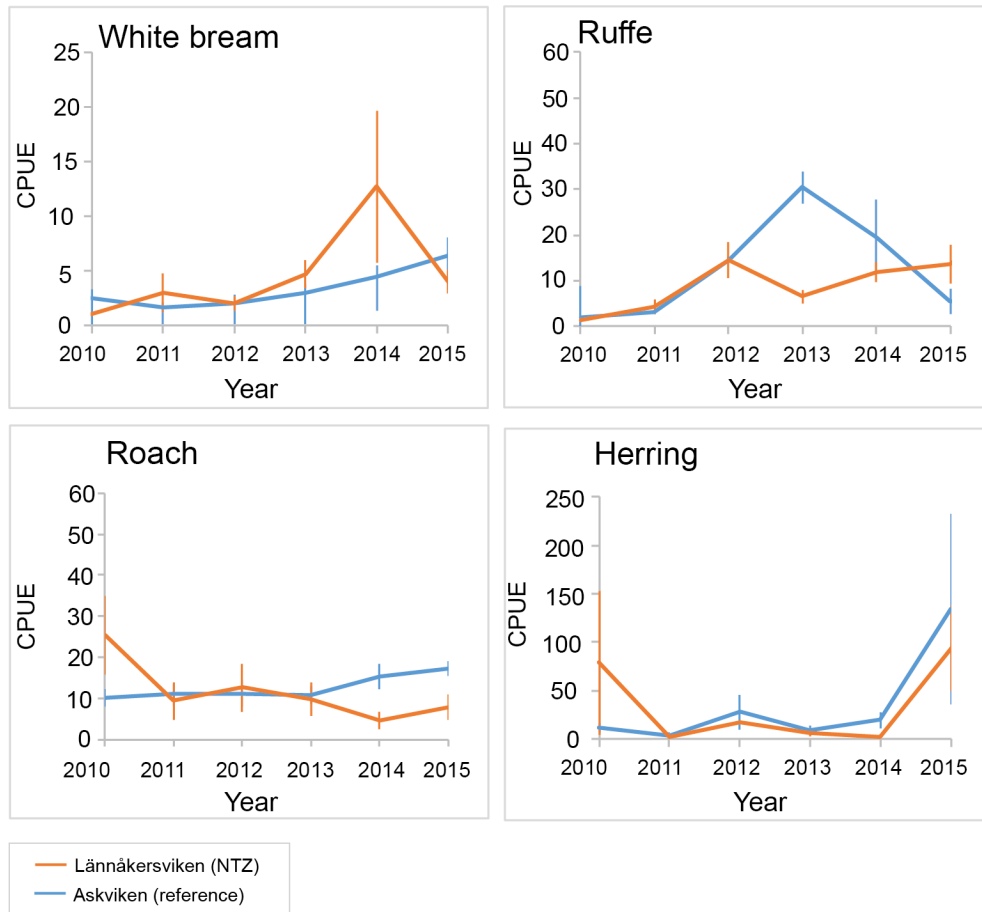 White bream
25
20
15
10
5
0
CPUE
2010 2011 2012 2013 2014 2015
Year
Ruffe
60
50
40
30
20
10
0
CPUE
2010 2011 2012 2013 2014 2015
Year
Roach
60
50
40
30
20
10
0
CPUE
2010 2011 2012 2013 2014 2015
Year
Herring
250
200
150
100
50
0
CPUE
2010 2011 2012 2013 2014 2015
Year
Lännåkersviken (NTZ)
Askviken (reference)